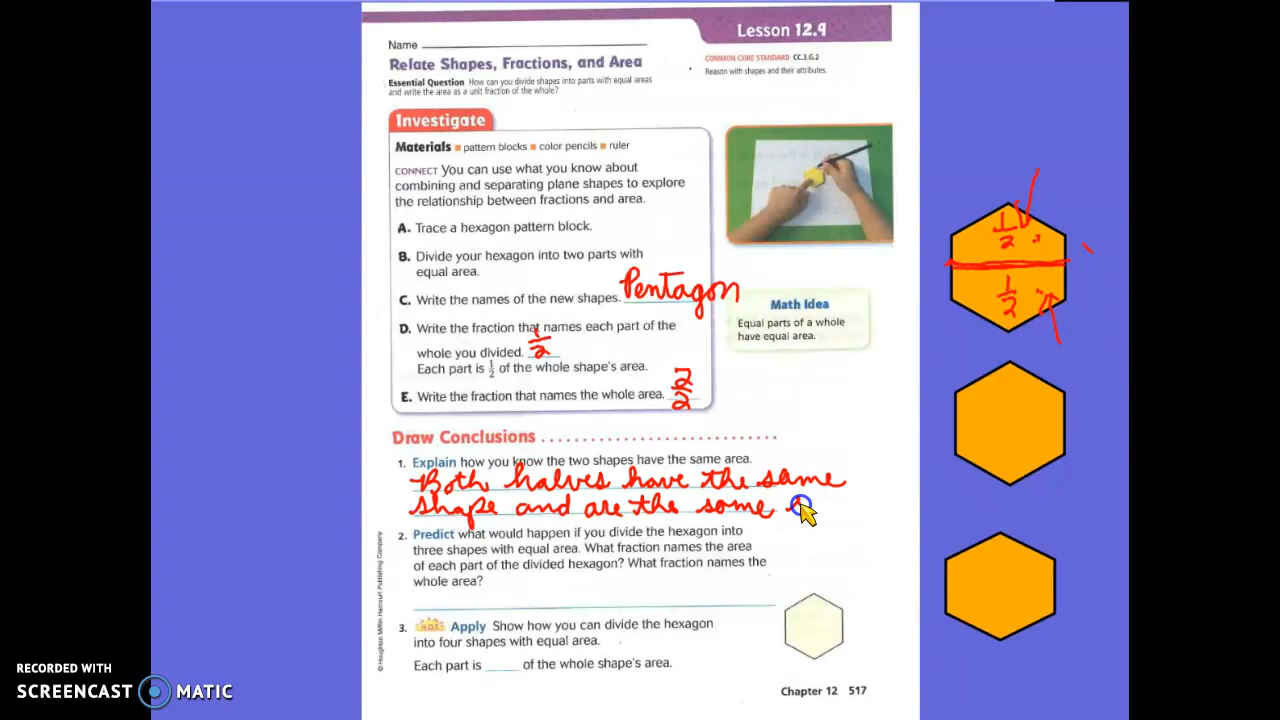 Lesson 12.9
Name
Relate Shapes, Fractions, and Area
COMMON CORE STANDARD CC.3.G.2
Reason with shapes and their attributes.
Essential Question How can you divide shapes into parts with equal areas
and write the area as a unit fraction of the whole?
Investigate
Materials pattern blocks color pencils ruler
CONNECT You can use what you know about
combining and separating plane shapes to explore
the relationship between fractions and area.
A. Trace a hexagon pattern block.
B. Divide your hexagon into two parts with
equal area.
C. Write the names of the new shapes. Pentagon
D. Write the fraction that names each part of the
whole you divided. 1/2
Each part is 1/2 of the whole shape's area.
E. Write the fraction that names the whole area. 2/2
Math Idea
Equal parts of a whole
have equal area.
1/2
1/2
Draw Conclusions
1. Explain how you know the two shapes have the same area.
Both halves have the same
shape and are the some
2. Predict what would happen if you divide the hexagon into
three shapes with equal area. What fraction names the area
of each part of the divided hexagon? What fraction names the
whole area?
3. H.O.T. Apply Show how you can divide the hexagon
into four shapes with equal area.
Each part is ____ of the whole shape's area.
© Houghton Mifflin Harcourt Publishing Company
Chapter 12 517
RECORDED WITH
SCREENCAST MATIC